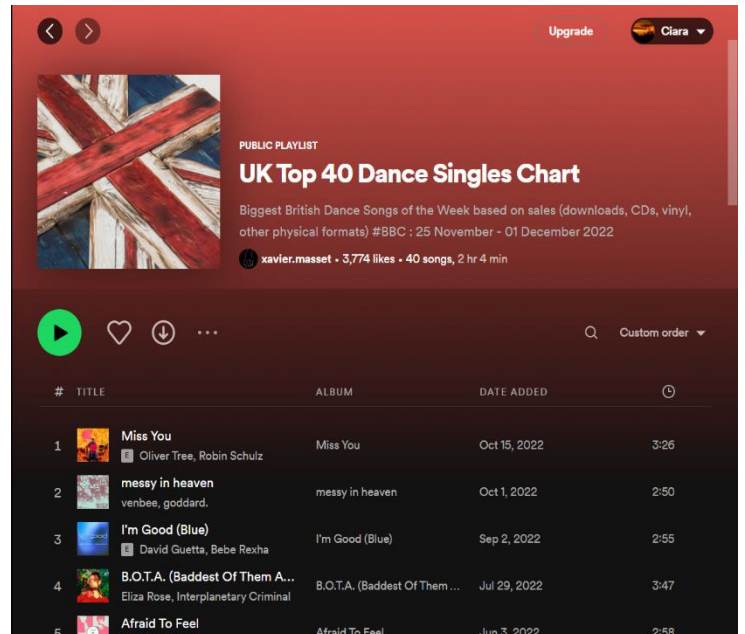 Upgrade
Ciara
PUBLIC PLAYLIST
UK Top 40 Dance Singles Chart
Biggest British Dance Songs of the Week based on sales (downloads, CDs, vinyl,
other physical formats) #BBC : 25 November - 01 December 2022
xavier.masset • 3,774 likes • 40 songs, 2 hr 4 min
Custom order
# TITLE ALBUM DATE ADDED
1 Miss You Miss You Oct 15, 2022 3:26
E Oliver Tree, Robin Schulz
2 messy in heaven messy in heaven Oct 1, 2022 2:50
venbee, goddard.
3 I'm Good (Blue) I'm Good (Blue) Sep 2, 2022 2:55
E David Guetta, Bebe Rexha
4 B.O.T.A. (Baddest Of Them A... B.O.T.A. (Baddest Of Them ... Jul 29, 2022 3:47
Eliza Rose, Interplanetary Criminal
5 Afraid To Feel Afraid To Feel Jun 3, 2022 2:58